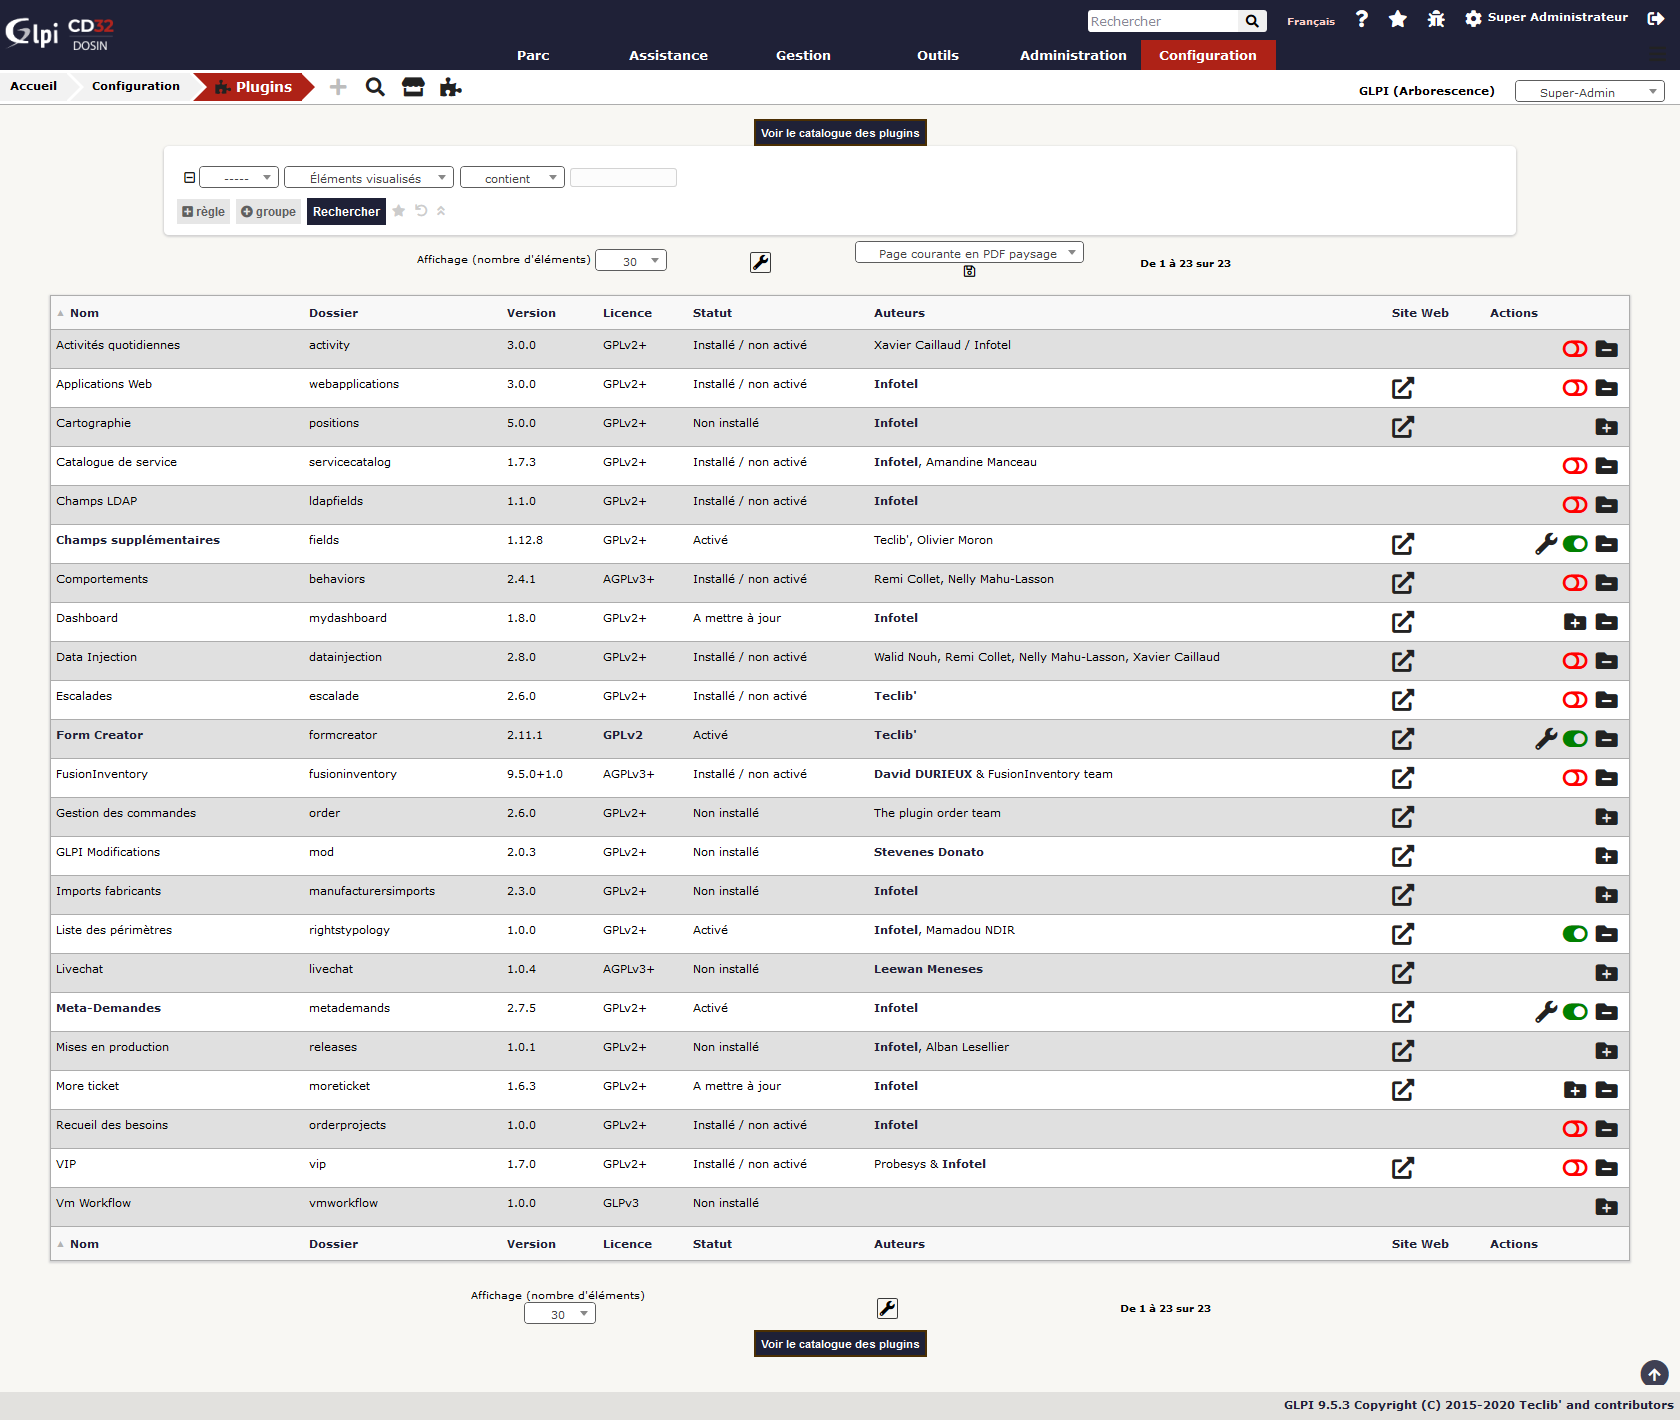 Glpi CD32
DOSIN
Rechercher
Français
?
Super Administrateur
Parc Assistance Gestion Outils Administration Configuration
Accueil Configuration Plugins
GLPI (Arborescence) Super-Admin
Voir le catalogue des plugins
----- Éléments visualisés contient
règle groupe Rechercher
Affichage (nombre d'éléments) 30 Page courante en PDF paysage De 1 à 23 sur 23
Nom Dossier Version Licence Statut Auteurs Site Web Actions
Activités quotidiennes activity 3.0.0 GPLv2+ Installé / non activé Xavier Caillaud / Infotel
Applications Web webapplications 3.0.0 GPLv2+ Installé / non activé Infotel
Cartographie positions 5.0.0 GPLv2+ Non installé Infotel
Catalogue de service servicecatalog 1.7.3 GPLv2+ Installé / non activé Infotel, Amandine Manceau
Champs LDAP ldapfields 1.1.0 GPLv2+ Installé / non activé Infotel
Champs supplémentaires fields 1.12.8 GPLv2+ Activé Teclib', Olivier Moron
Comportements behaviors 2.4.1 AGPLv3+ Installé / non activé Remi Collet, Nelly Mahu-Lasson
Dashboard mydashboard 1.8.0 GPLv2+ A mettre à jour Infotel
Data Injection datainjection 2.8.0 GPLv2+ Installé / non activé Walid Nouh, Remi Collet, Nelly Mahu-Lasson, Xavier Caillaud
Escalades escalade 2.6.0 GPLv2+ Installé / non activé Teclib'
Form Creator formcreator 2.11.1 GPLv2 Activé Teclib'
FusionInventory fusioninventory 9.5.0+1.0 AGPLv3+ Installé / non activé David DURIEUX & FusionInventory team
Gestion des commandes order 2.6.0 GPLv2+ Non installé The plugin order team
GLPI Modifications mod 2.0.3 GPLv2+ Non installé Stevenes Donato
Imports fabricants manufacturersimports 2.3.0 GPLv2+ Non installé Infotel
Liste des périmètres rightstypology 1.0.0 GPLv2+ Activé Infotel, Mamadou NDIR
Livechat livechat 1.0.4 AGPLv3+ Non installé Leewan Meneses
Meta-Demandes metademands 2.7.5 GPLv2+ Activé Infotel
Mises en production releases 1.0.1 GPLv2+ Non installé Infotel, Alban Lesellier
More ticket moreticket 1.6.3 GPLv2+ A mettre à jour Infotel
Recueil des besoins orderprojects 1.0.0 GPLv2+ Installé / non activé Infotel
VIP vip 1.7.0 GPLv2+ Installé / non activé Probesys & Infotel
Vm Workflow vmworkflow 1.0.0 GLPv3 Non installé
Nom Dossier Version Licence Statut Auteurs Site Web Actions
Affichage (nombre d'éléments)
30
De 1 à 23 sur 23
Voir le catalogue des plugins
GLPI 9.5.3 Copyright (C) 2015-2020 Teclib' and contributors